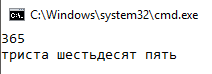 C:\Windows\system32\cmd.exe
365
триста шестьдесят пять